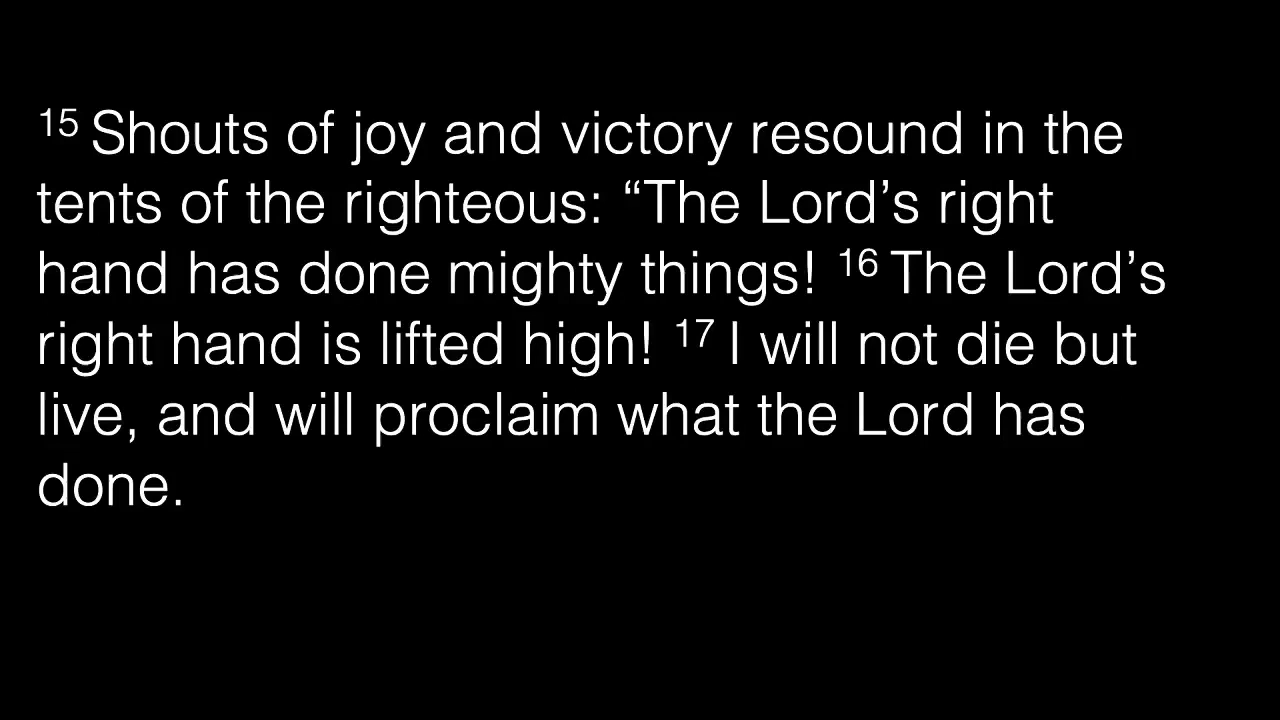 15 Shouts of joy and victory resound in the
tents of the righteous: “The Lord’s right
hand has done mighty things! 16 The Lord’s
right hand is lifted high! 17 I will not die but
live, and will proclaim what the Lord has
done.